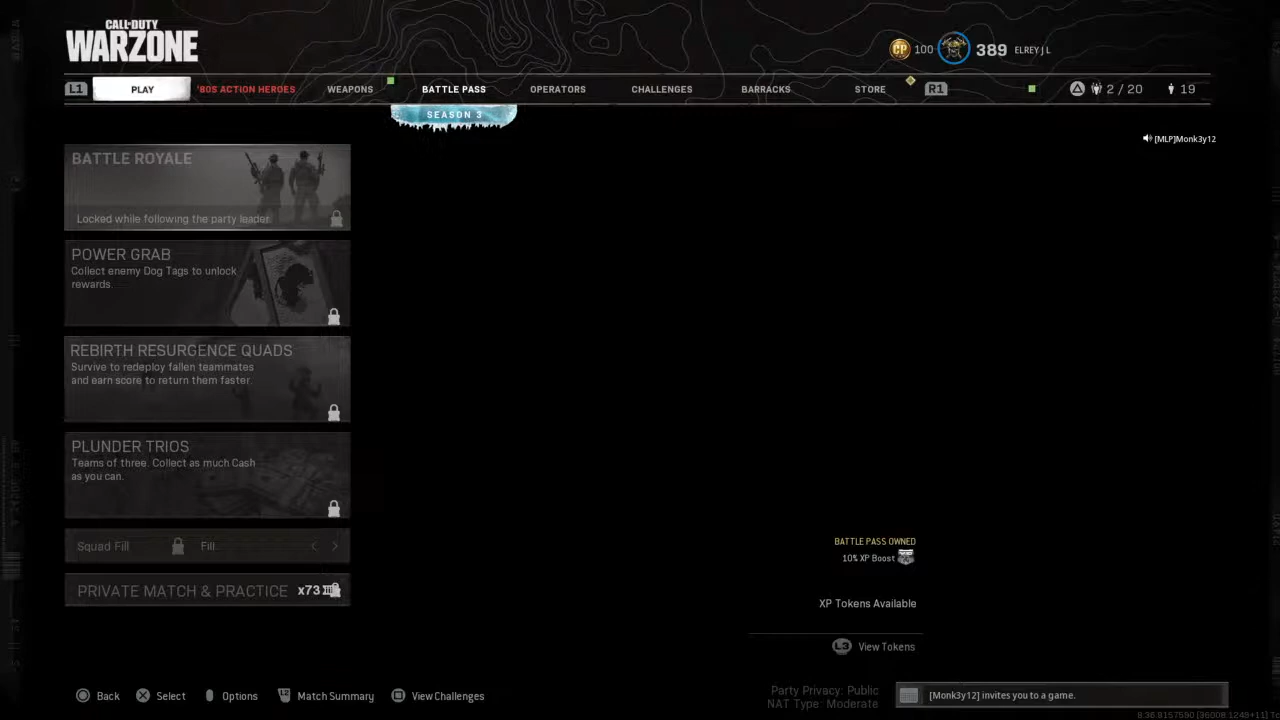 CALL OF DUTY
WARZONE
CP 100 389 ELREYJL
L1 PLAY '80S ACTION HEROES WEAPONS BATTLE PASS OPERATORS CHALLENGES BARRACKS STORE R1 2 / 20 19
SEASON 3
[MLP]Monk3y12
BATTLE ROYALE
Locked while following the party leader.
POWER GRAB
Collect enemy Dog Tags to unlock
rewards.
REBIRTH RESURGENCE QUADS
Survive to redeploy fallen teammates
and earn score to return them faster.
PLUNDER TRIOS
Teams of three. Collect as much Cash
as you can.
Squad Fill Fill
PRIVATE MATCH & PRACTICE x73
BATTLE PASS OWNED
10% XP Boost
XP Tokens Available
L3 View Tokens
Back Select Options L2 Match Summary View Challenges
Party Privacy: Public
NAT Type: Moderate
[Monk3y12] invites you to a game.